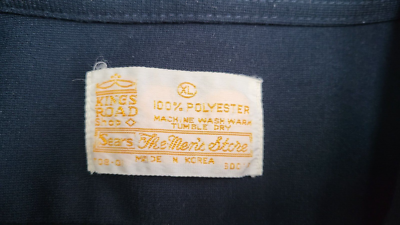 XL
KINGS
ROAD
100% POLYESTER
MACHINE WASH WARM
TUMBLE DRY
Sears The Men's Store
MADE IN KOREA